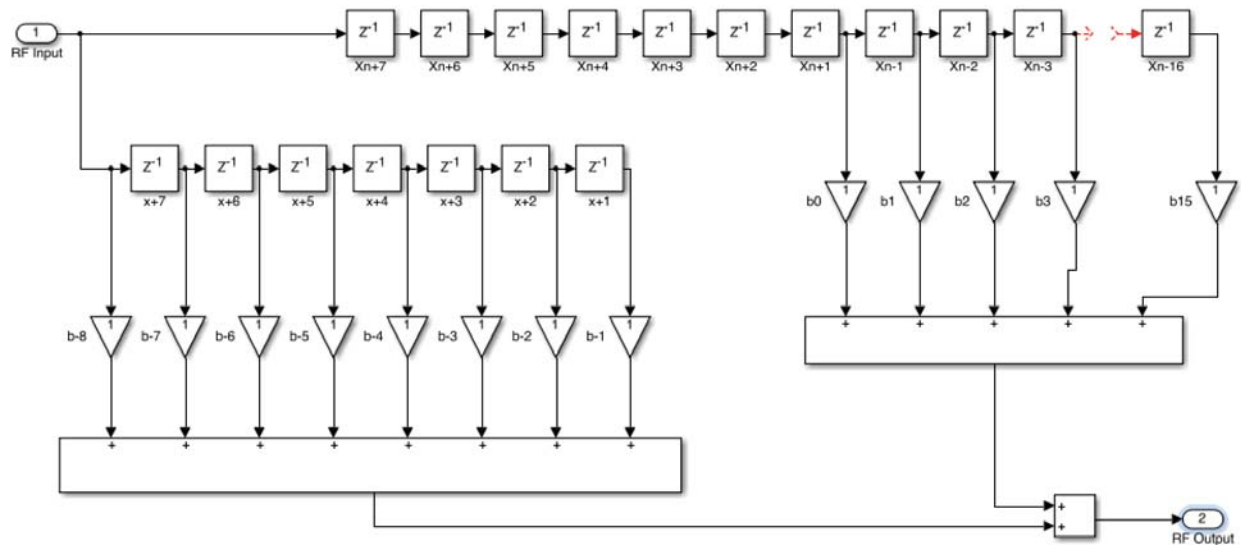 1
RF Input
Z-1 Z-1 Z-1 Z-1 Z-1 Z-1 Z-1 Z-1 Z-1 Z-1 Z-1
Xn+7 Xn+6 Xn+5 Xn+4 Xn+3 Xn+2 Xn+1 Xn-1 Xn-2 Xn-3 Xn-16
Z-1 Z-1 Z-1 Z-1 Z-1 Z-1 Z-1
x+7 x+6 x+5 x+4 x+3 x+2 x+1
1 1 1 1 1
b0 b1 b2 b3 b15
+ + + + +
1 1 1 1 1 1 1 1
b-8 b-7 b-6 b-5 b-4 b-3 b-2 b-1
+ + + + + + + +
+
+
2
RF Output